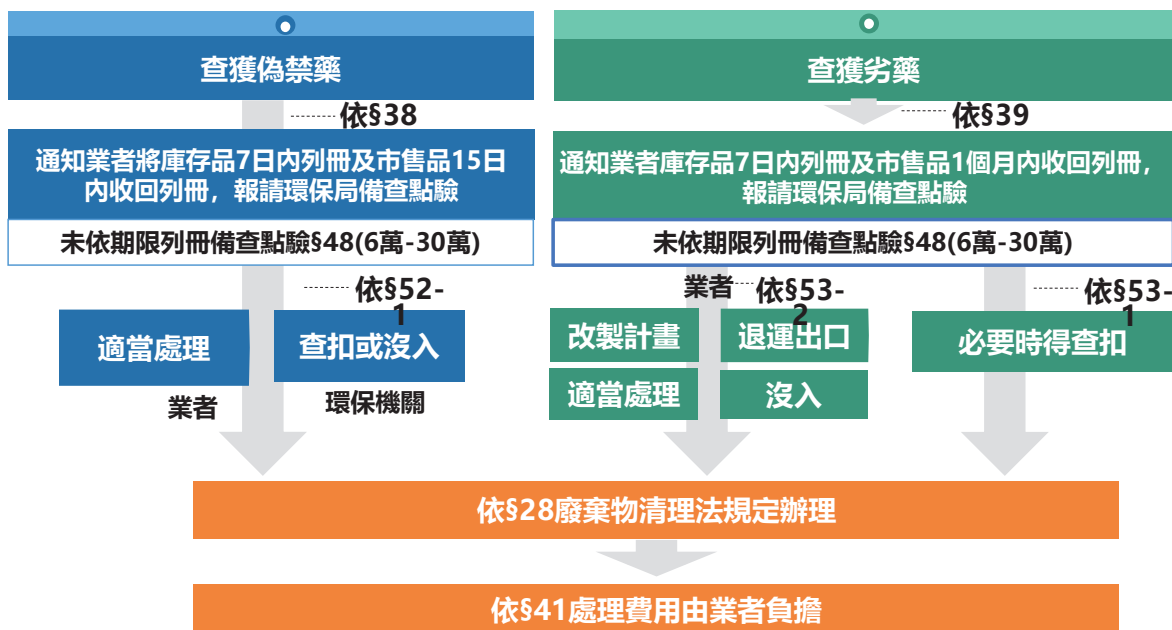 查獲偽禁藥
依§38
通知業者將庫存品7日內列冊及市售品15日
內收回列冊，報請環保局備查點驗
未依期限列冊備查點驗§48(6萬-30萬)
依§52-
1
適當處理
查扣或沒入
業者
環保機關
查獲劣藥
依§39
通知業者庫存品7日內列冊及市售品1個月內收回列冊，
報請環保局備查點驗
未依期限列冊備查點驗§48(6萬-30萬)
業者
依§53-
2
依§53-
1
改製計畫
退運出口
必要時得查扣
適當處理
沒入
依§28廢棄物清理法規定辦理
依§41處理費用由業者負擔